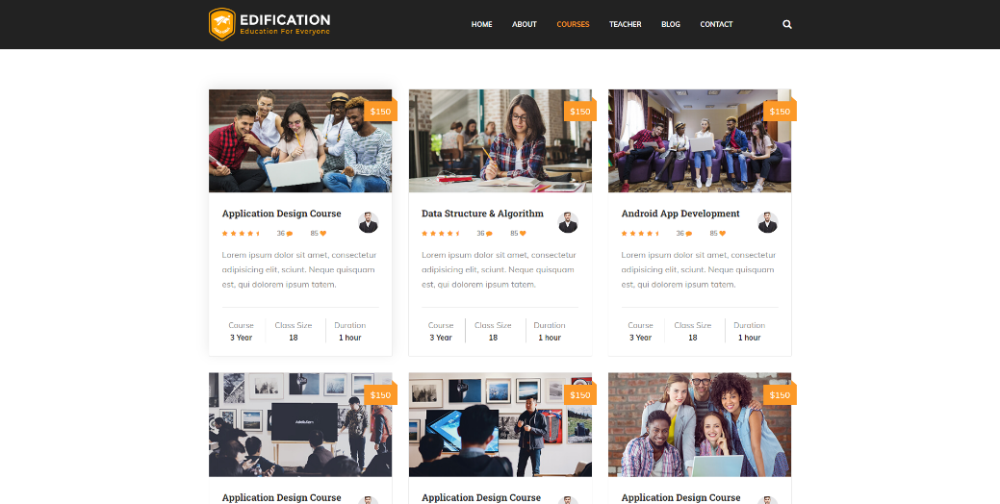 EDIFICATION
Education For Everyone
HOME ABOUT COURSES TEACHER BLOG CONTACT
$150
$150
$150
Application Design Course
36 85
Lorem ipsum dolor sit amet, consectetur
adipisicing elit, sciunt. Neque quisquam
est, qui dolorem ipsum tatem.
Course Class Size Duration
3 Year 18 1 hour
Data Structure & Algorithm
36 85
Lorem ipsum dolor sit amet, consectetur
adipisicing elit, sciunt. Neque quisquam
est, qui dolorem ipsum tatem.
Course Class Size Duration
3 Year 18 1 hour
Android App Development
36 85
Lorem ipsum dolor sit amet, consectetur
adipisicing elit, sciunt. Neque quisquam
est, qui dolorem ipsum tatem.
Course Class Size Duration
3 Year 18 1 hour
$150
$150
$150
Application Design Course
Application Design Course
Application Design Course